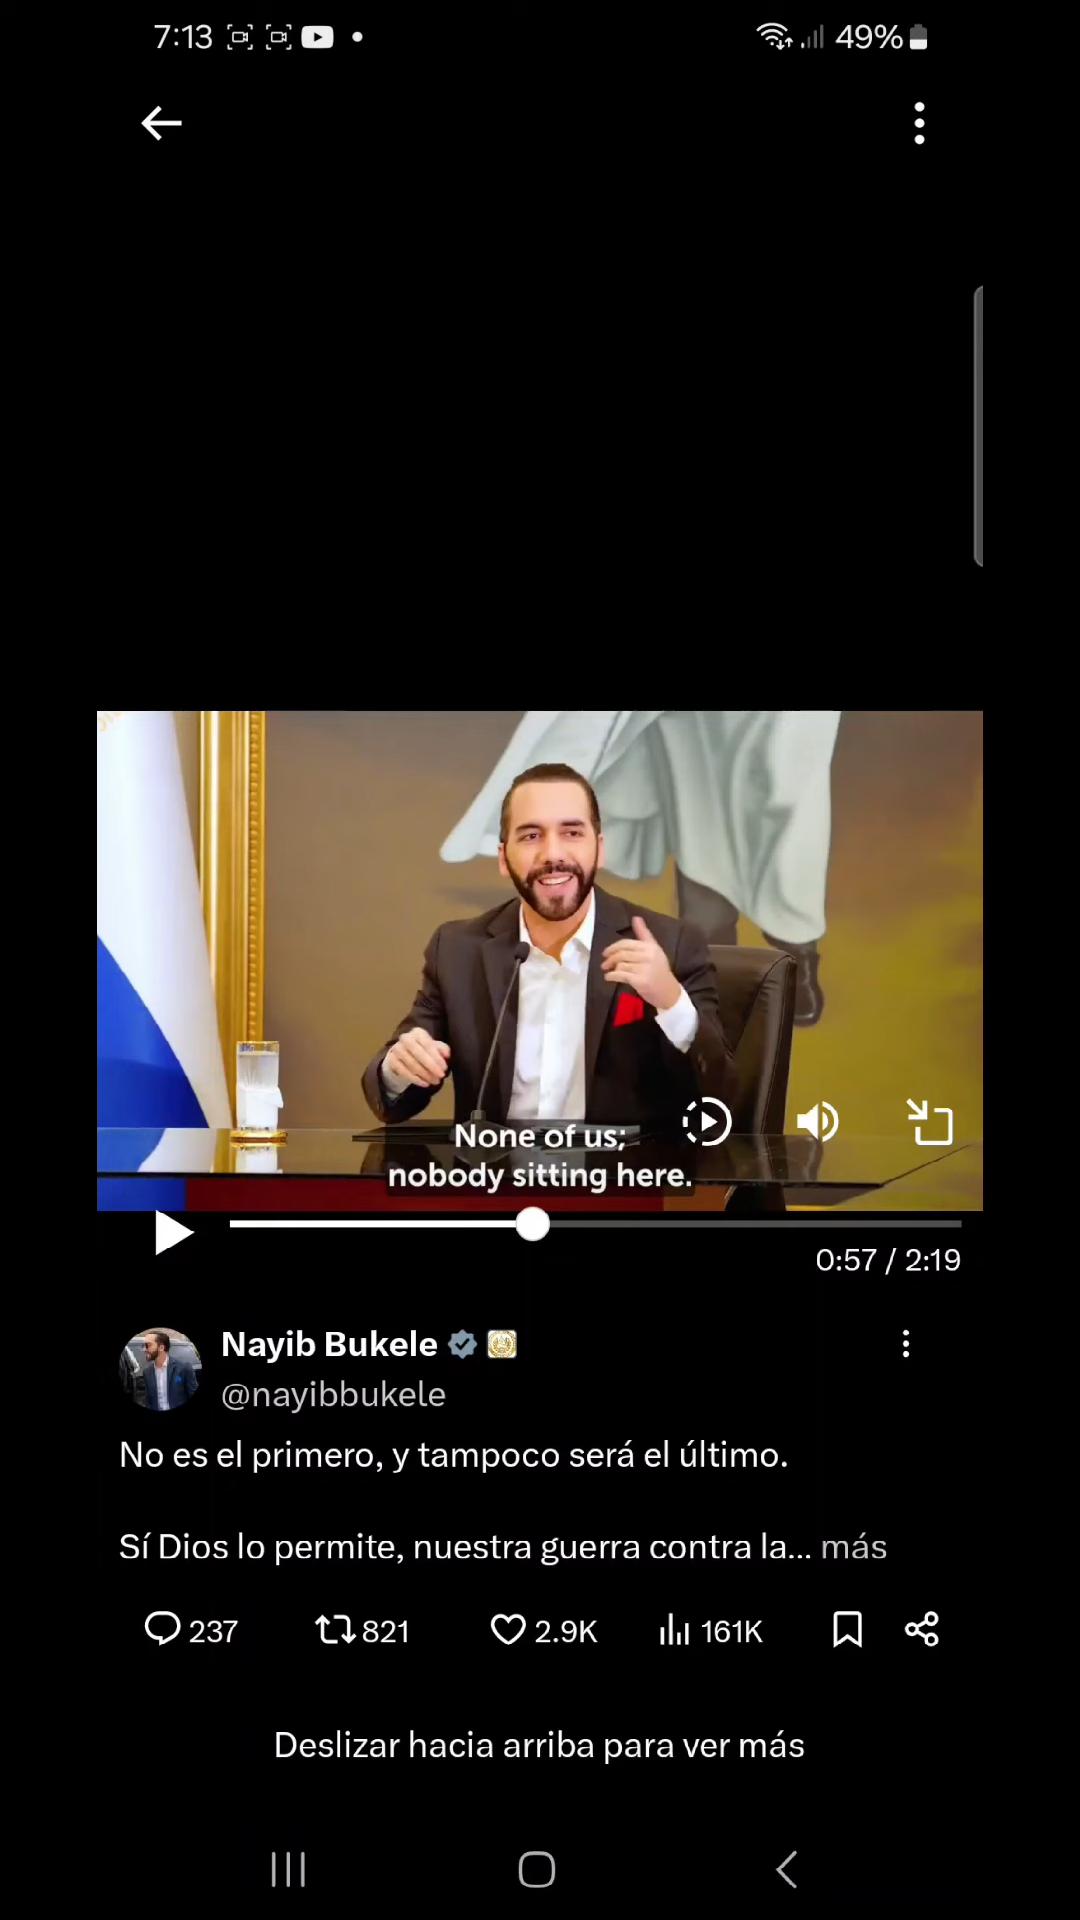 7:13
49%
None of us;
nobody sitting here.
0:57 / 2:19
Nayib Bukele
@nayibbukele
No es el primero, y tampoco será el último.
Sí Dios lo permite, nuestra guerra contra la... más
237 821 2.9K 161K
Deslizar hacia arriba para ver más